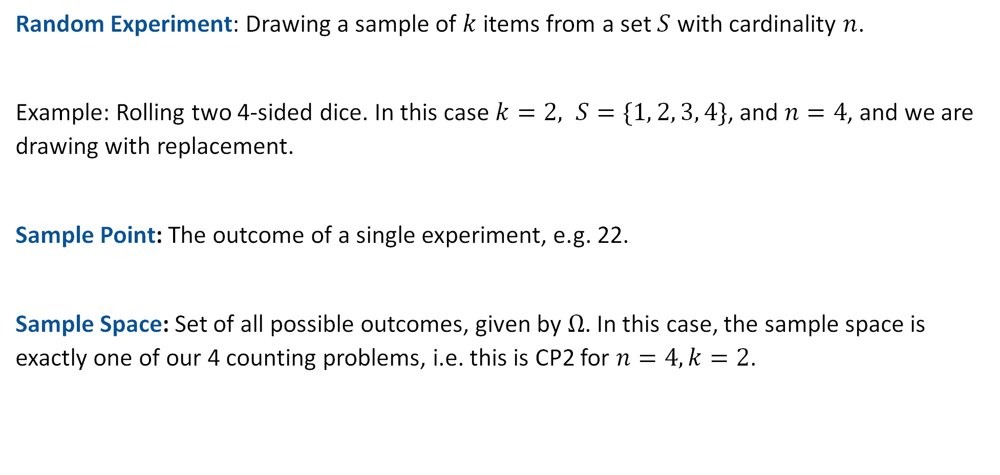 Random Experiment: Drawing a sample of k items from a set S with cardinality n.
Example: Rolling two 4-sided dice. In this case k = 2, S = {1, 2, 3, 4}, and n = 4, and we are
drawing with replacement.
Sample Point: The outcome of a single experiment, e.g. 22.
Sample Space: Set of all possible outcomes, given by Ω. In this case, the sample space is
exactly one of our 4 counting problems, i.e. this is CP2 for n = 4, k = 2.